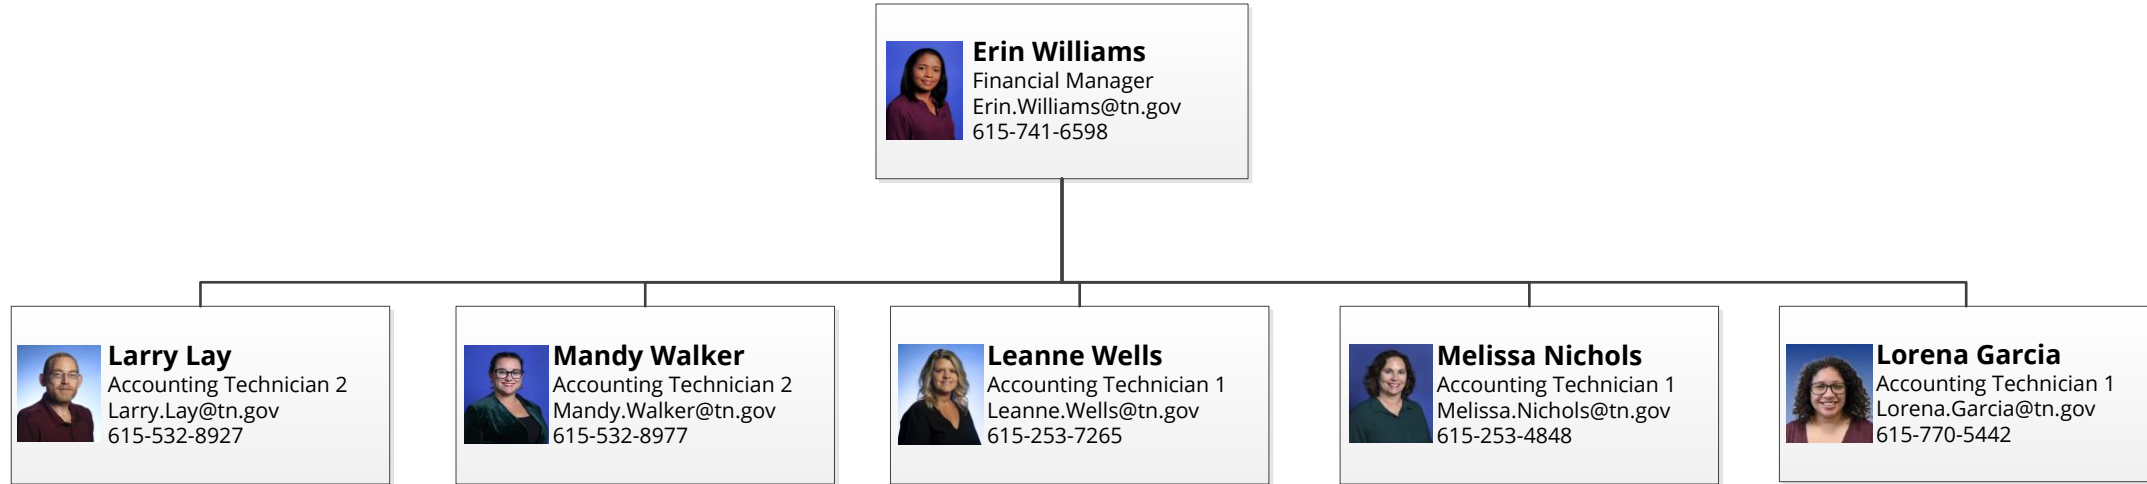 Erin Williams
Financial Manager
Erin.Williams@tn.gov
615-741-6598
Larry Lay
Accounting Technician 2
Larry.Lay@tn.gov
615-532-8927
Mandy Walker
Accounting Technician 2
Mandy.Walker@tn.gov
615-532-8977
Leanne Wells
Accounting Technician 1
Leanne.Wells@tn.gov
615-253-7265
Melissa Nichols
Accounting Technician 1
Melissa.Nichols@tn.gov
615-253-4848
Lorena Garcia
Accounting Technician 1
Lorena.Garcia@tn.gov
615-770-5442